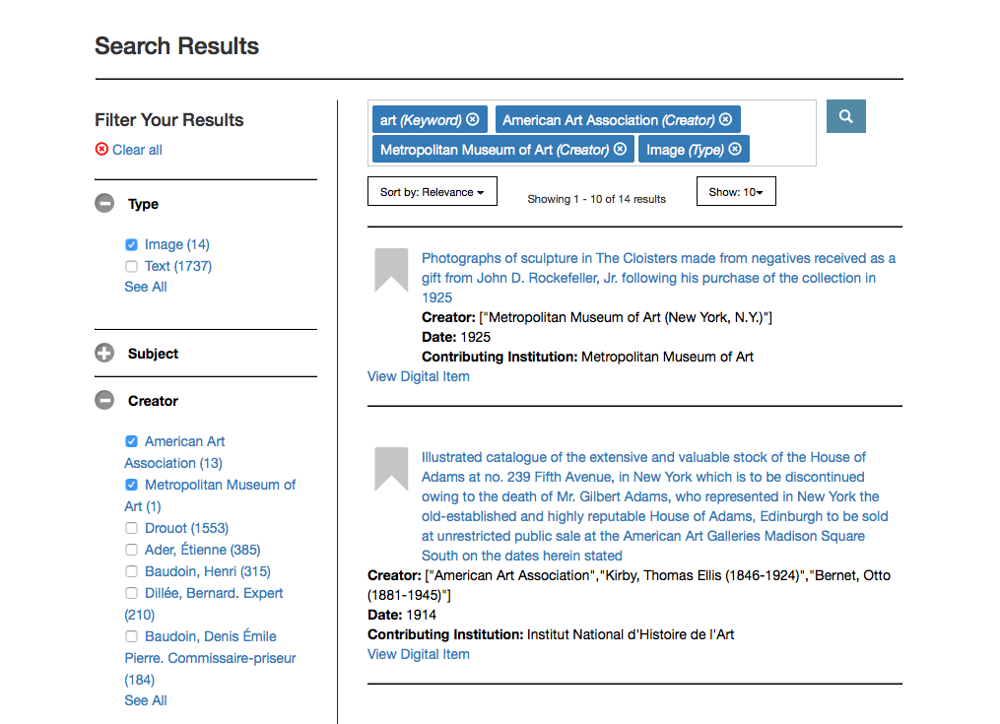 Search Results
Filter Your Results
Clear all
Type
Image (14)
Text (1737)
See All
Subject
Creator
American Art
Association (13)
Metropolitan Museum of
Art (1)
Drouot (1553)
Ader, Étienne (385)
Baudoin, Henri (315)
Dillée, Bernard. Expert
(210)
Baudoin, Denis Émile
Pierre. Commissaire-priseur
(184)
See All
art (Keyword) American Art Association (Creator)
Metropolitan Museum of Art (Creator) Image (Type)
Sort by: Relevance Showing 1 - 10 of 14 results Show: 10
Photographs of sculpture in The Cloisters made from negatives received as a
gift from John D. Rockefeller, Jr. following his purchase of the collection in
1925
Creator: ["Metropolitan Museum of Art (New York, N.Y.)"]
Date: 1925
Contributing Institution: Metropolitan Museum of Art
View Digital Item
Illustrated catalogue of the extensive and valuable stock of the House of
Adams at no. 239 Fifth Avenue, in New York which is to be discontinued
owing to the death of Mr. Gilbert Adams, who represented in New York the
old-established and highly reputable House of Adams, Edinburgh to be sold
at unrestricted public sale at the American Art Galleries Madison Square
South on the dates herein stated
Creator: ["American Art Association","Kirby, Thomas Ellis (1846-1924)","Bernet, Otto
(1881-1945)"]
Date: 1914
Contributing Institution: Institut National d'Histoire de l'Art
View Digital Item